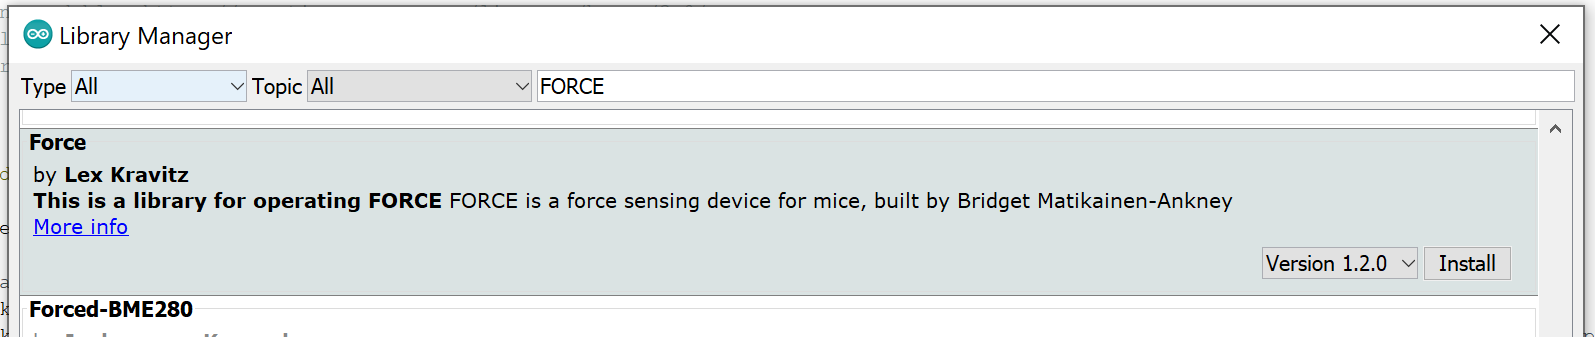 Library Manager
Type All Topic All FORCE
Force
by Lex Kravitz
This is a library for operating FORCE FORCE is a force sensing device for mice, built by Bridget Matikainen-Ankney
More info
Version 1.2.0 Install
Forced-BME280